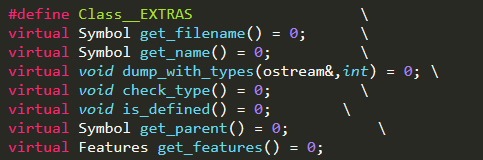 #define Class__EXTRAS \
virtual Symbol get_filename() = 0; \
virtual Symbol get_name() = 0; \
virtual void dump_with_types(ostream&,int) = 0; \
virtual void check_type() = 0; \
virtual void is_defined() = 0; \
virtual Symbol get_parent() = 0; \
virtual Features get_features() = 0;